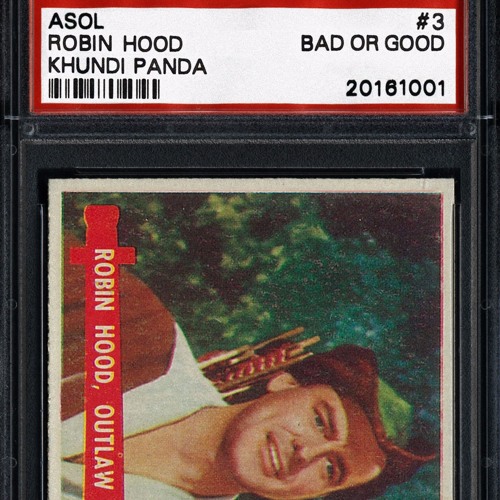 ASOL #3
ROBIN HOOD BAD OR GOOD
KHUNDI PANDA
20161001
ROBIN HOOD, OUTLAW